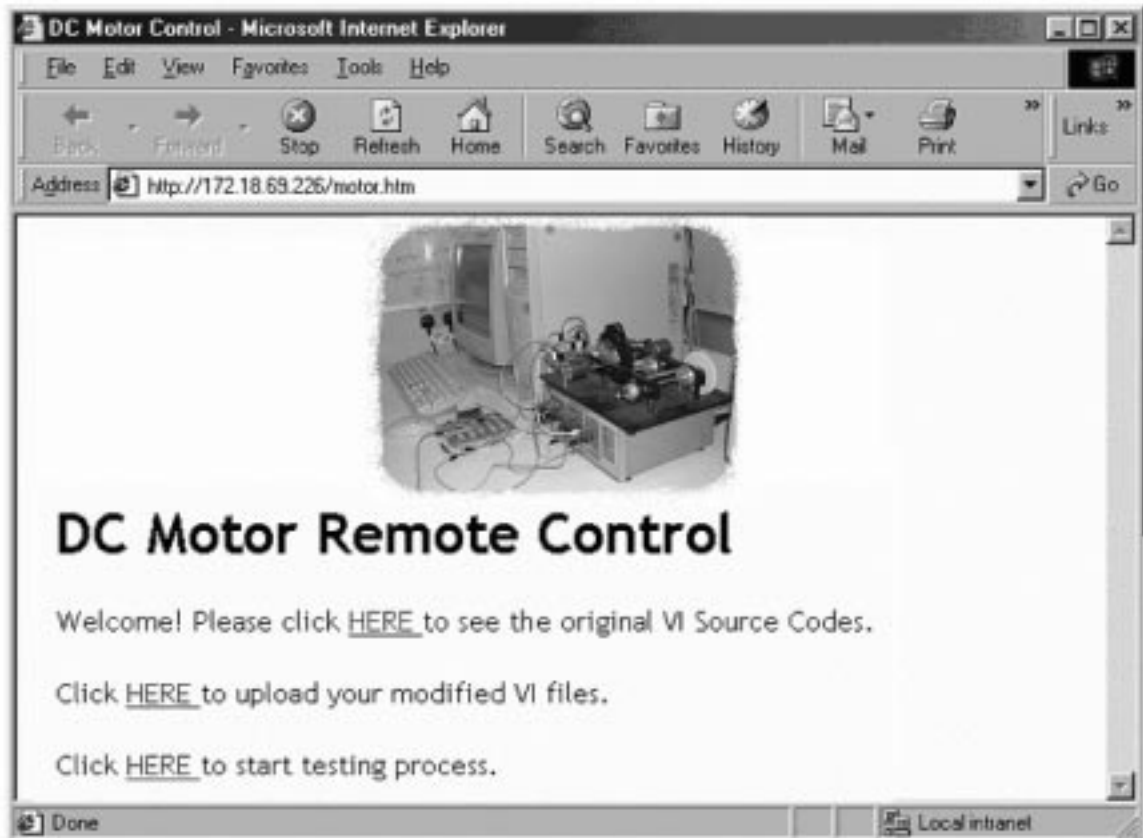 DC Motor Control - Microsoft Internet Explorer
File Edit View Favorites Tools Help
Back Forward Stop Refresh Home Search Favorites History Mail Print » Links »
Address http://172.18.69.226/motor.htm Go
DC Motor Remote Control
Welcome! Please click HERE to see the original VI Source Codes.
Click HERE to upload your modified VI files.
Click HERE to start testing process.
Done Local intranet